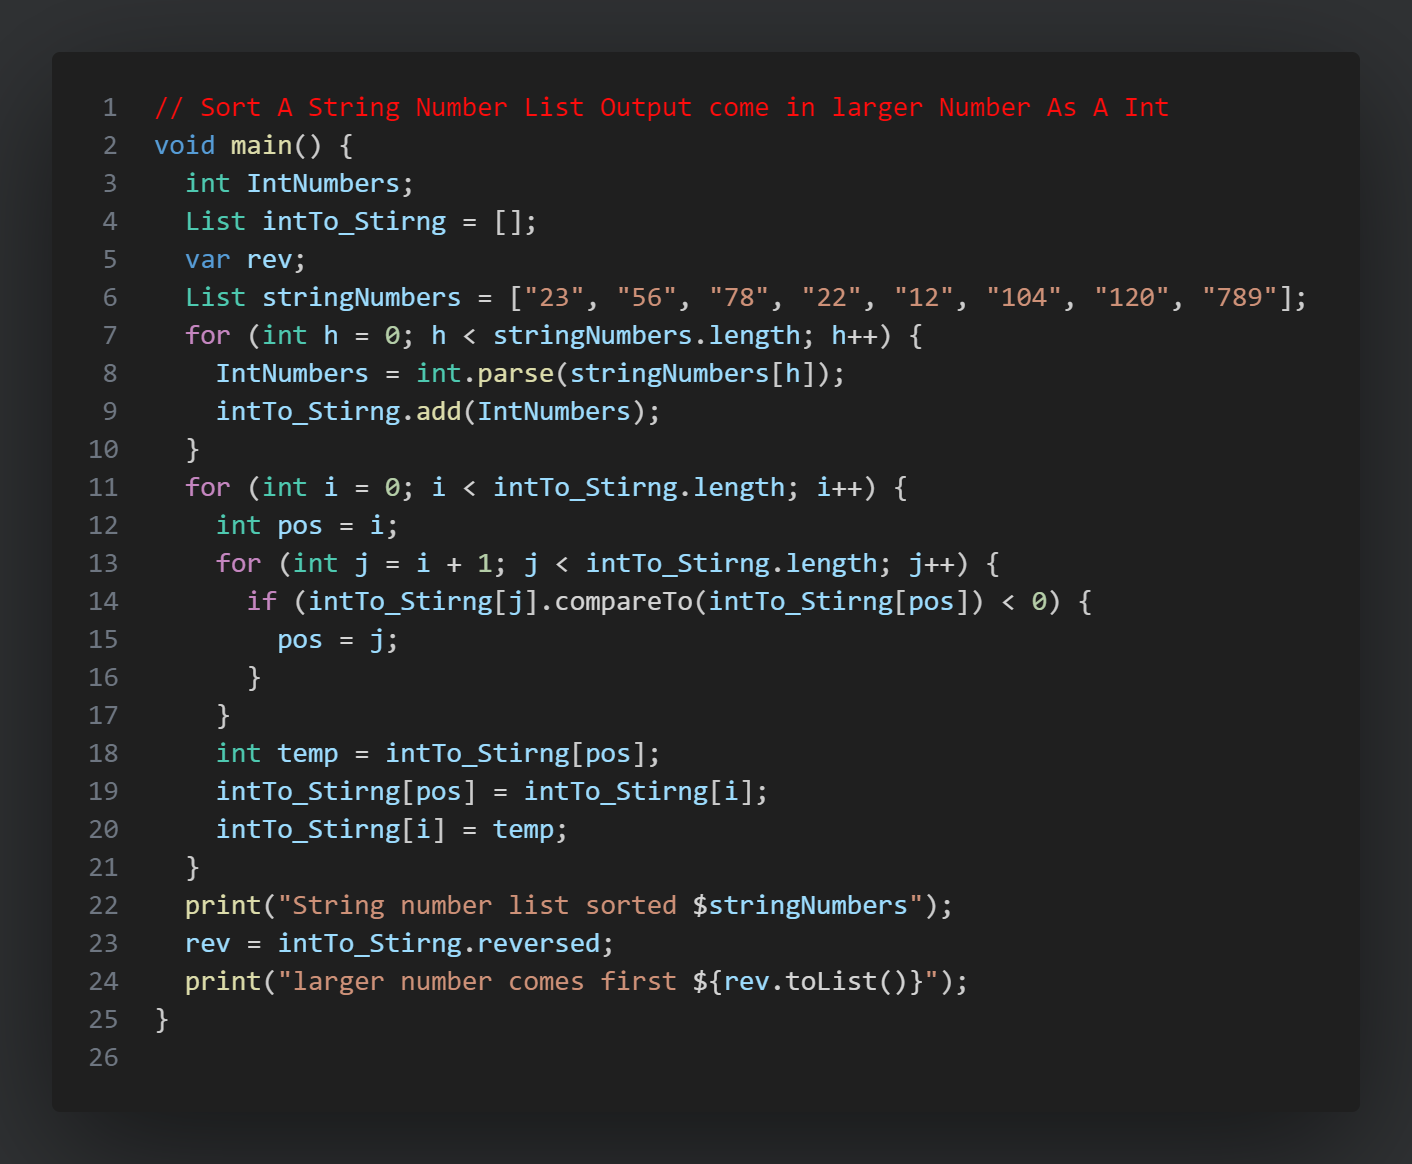 1 // Sort A String Number List Output come in larger Number As A Int
2 void main() {
3   int IntNumbers;
4   List intTo_Stirng = [];
5   var rev;
6   List stringNumbers = ["23", "56", "78", "22", "12", "104", "120", "789"];
7   for (int h = 0; h < stringNumbers.length; h++) {
8     IntNumbers = int.parse(stringNumbers[h]);
9     intTo_Stirng.add(IntNumbers);
10   }
11   for (int i = 0; i < intTo_Stirng.length; i++) {
12     int pos = i;
13     for (int j = i + 1; j < intTo_Stirng.length; j++) {
14       if (intTo_Stirng[j].compareTo(intTo_Stirng[pos]) < 0) {
15         pos = j;
16       }
17     }
18     int temp = intTo_Stirng[pos];
19     intTo_Stirng[pos] = intTo_Stirng[i];
20     intTo_Stirng[i] = temp;
21   }
22   print("String number list sorted $stringNumbers");
23   rev = intTo_Stirng.reversed;
24   print("larger number comes first ${rev.toList()}");
25 }
26